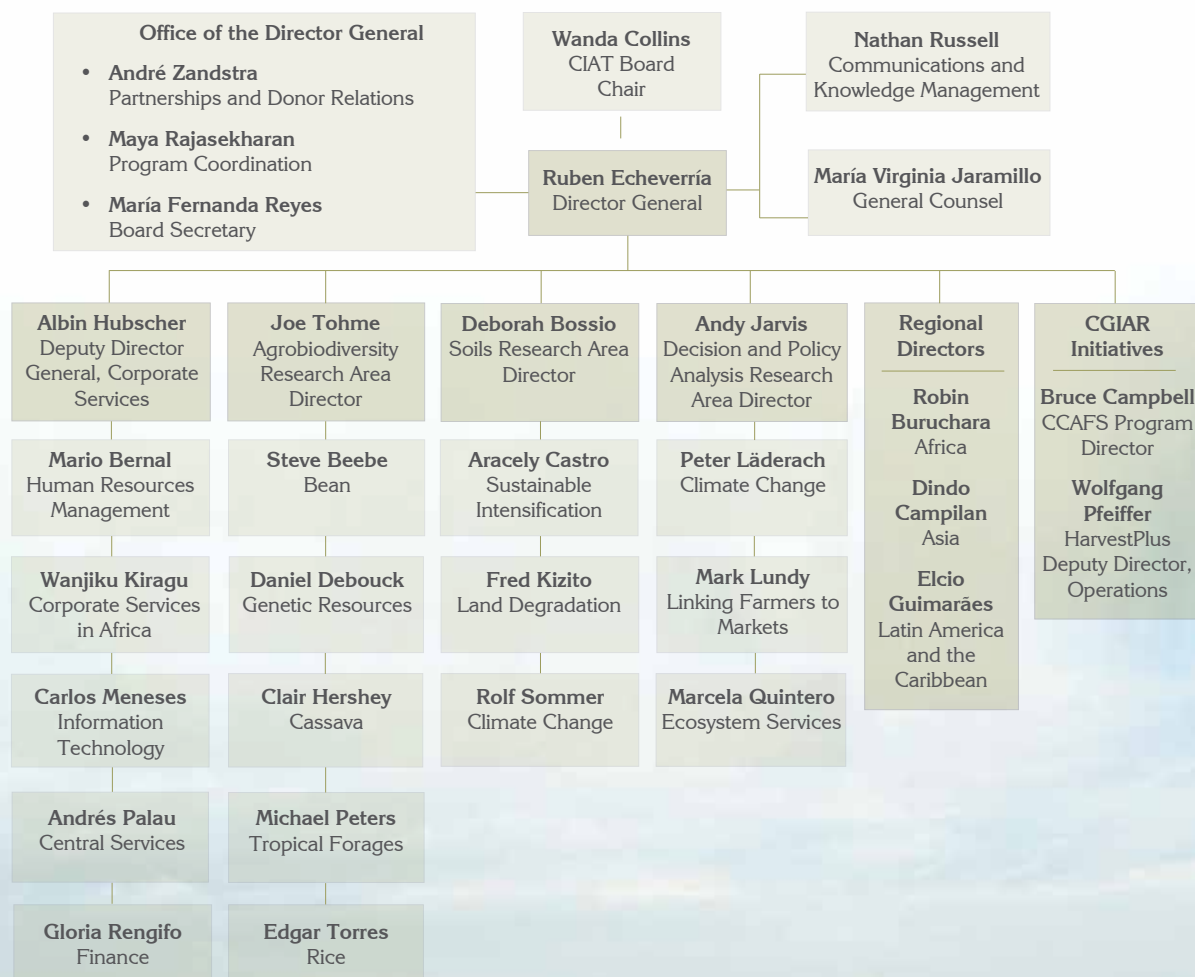 Office of the Director General
• André Zandstra
Partnerships and Donor Relations
• Maya Rajasekharan
Program Coordination
• María Fernanda Reyes
Board Secretary
Wanda Collins
CIAT Board
Chair
Nathan Russell
Communications and
Knowledge Management
Ruben Echeverría
Director General
María Virginia Jaramillo
General Counsel
Albin Hubscher
Deputy Director
General, Corporate
Services
Mario Bernal
Human Resources
Management
Wanjiku Kiragu
Corporate Services
in Africa
Carlos Meneses
Information
Technology
Andrés Palau
Central Services
Gloria Rengifo
Finance
Joe Tohme
Agrobiodiversity
Research Area
Director
Steve Beebe
Bean
Daniel Debouck
Genetic Resources
Clair Hershey
Cassava
Michael Peters
Tropical Forages
Edgar Torres
Rice
Deborah Bossio
Soils Research Area
Director
Aracely Castro
Sustainable
Intensification
Fred Kizito
Land Degradation
Rolf Sommer
Climate Change
Andy Jarvis
Decision and Policy
Analysis Research
Area Director
Peter Läderach
Climate Change
Mark Lundy
Linking Farmers to
Markets
Marcela Quintero
Ecosystem Services
Regional
Directors
Robin
Buruchara
Africa
Dindo
Campilan
Asia
Elcio
Guimarães
Latin America
and the
Caribbean
CGIAR
Initiatives
Bruce Campbell
CCAFS Program
Director
Wolfgang
Pfeiffer
HarvestPlus
Deputy Director,
Operations